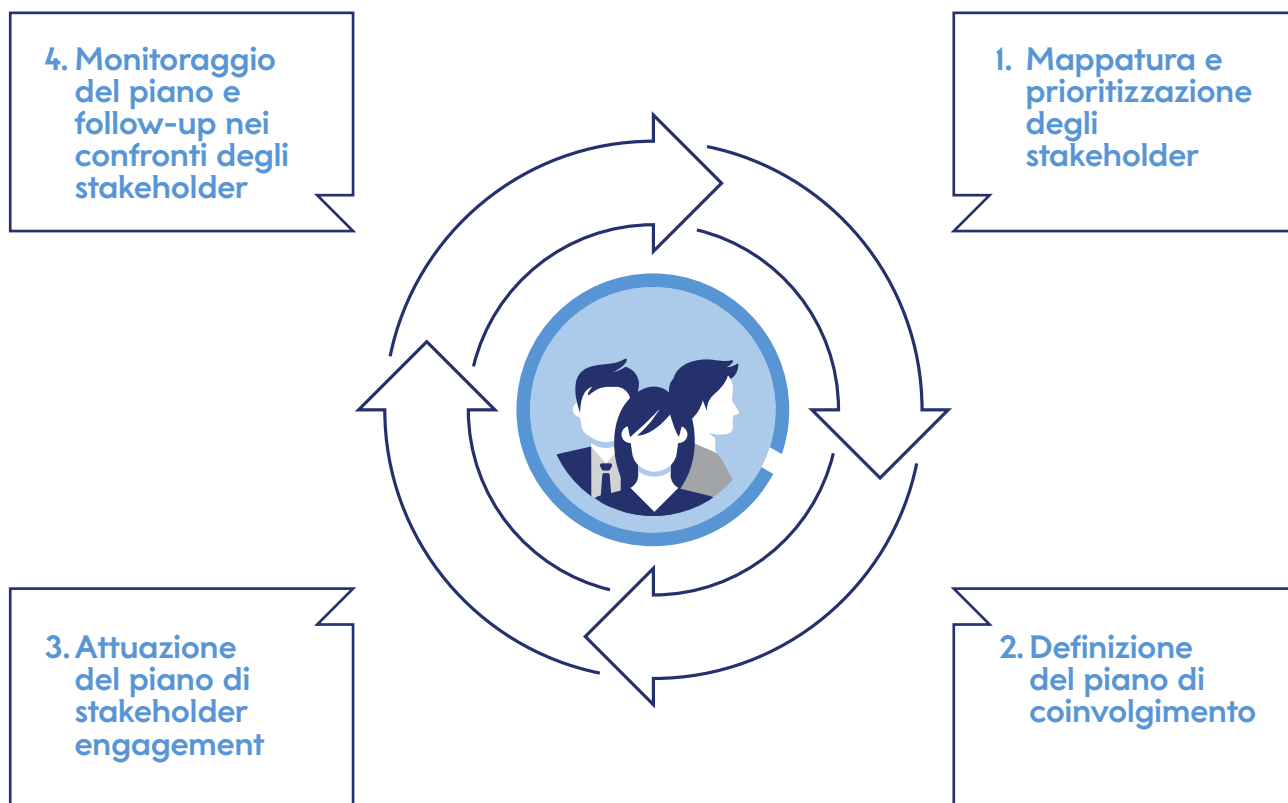 4. Monitoraggio
del piano e
follow-up nei
confronti degli
stakeholder
1. Mappatura e
prioritizzazione
degli
stakeholder
3. Attuazione
del piano di
stakeholder
engagement
2. Definizione
del piano di
coinvolgimento